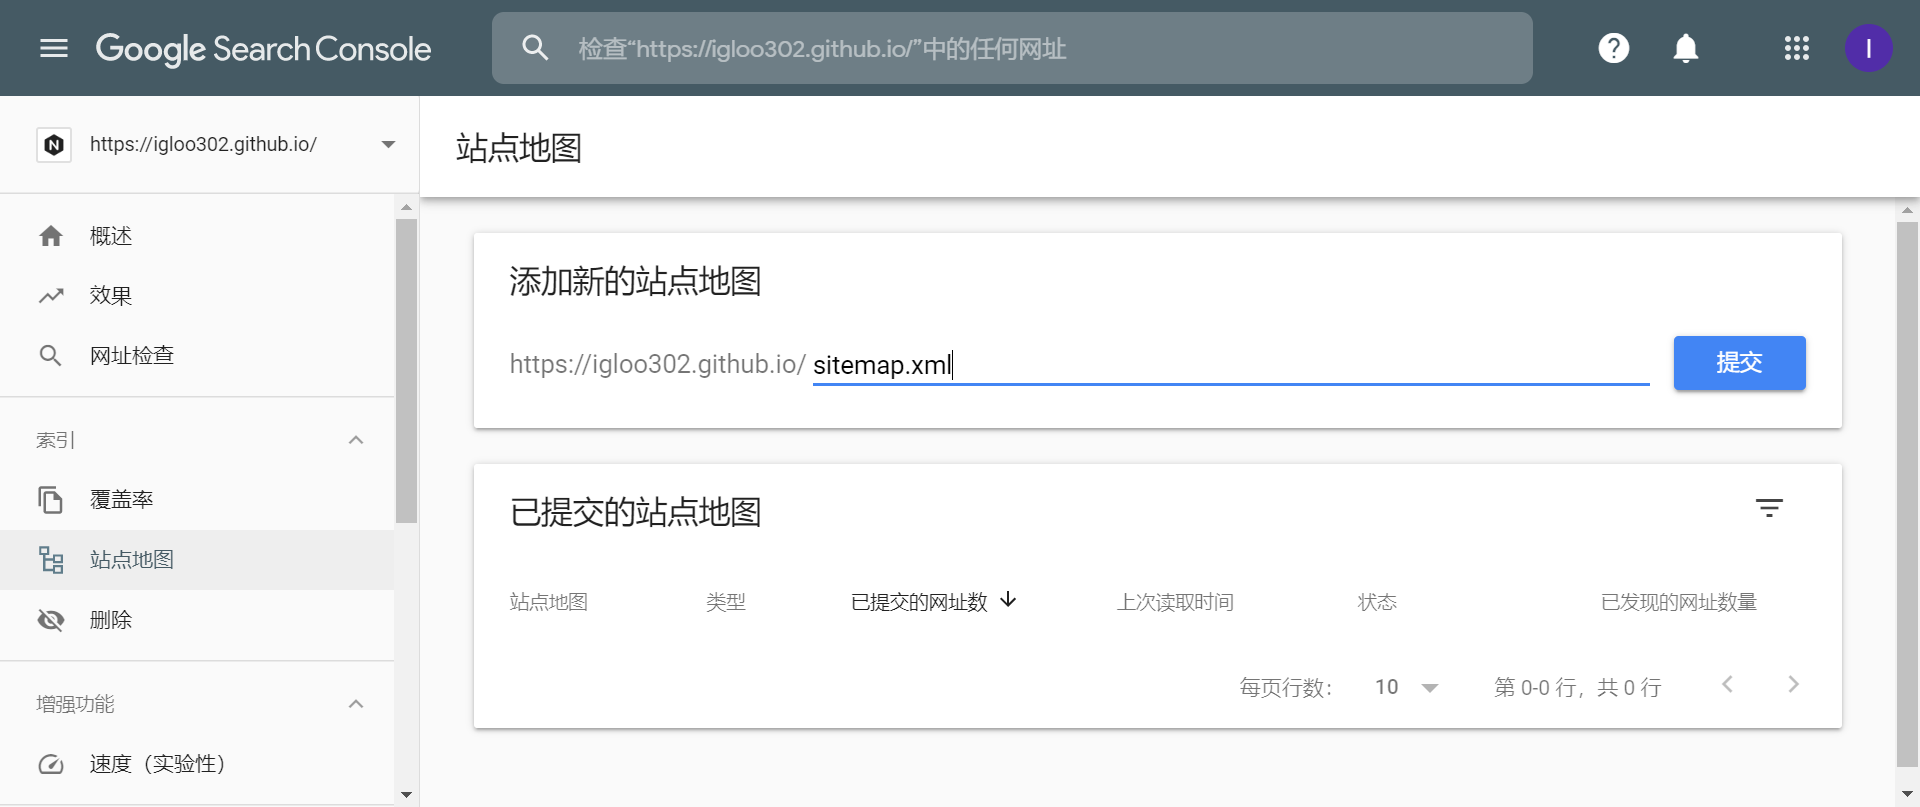 Google Search Console
检查“https://igloo302.github.io/”中的任何网址
I
N
https://igloo302.github.io/
概述
效果
网址检查
索引
覆盖率
站点地图
删除
增强功能
速度（实验性）
站点地图
添加新的站点地图
https://igloo302.github.io/ sitemap.xml
提交
已提交的站点地图
站点地图 类型 已提交的网址数 上次读取时间 状态 已发现的网址数量
每页行数： 10 第 0-0 行，共 0 行